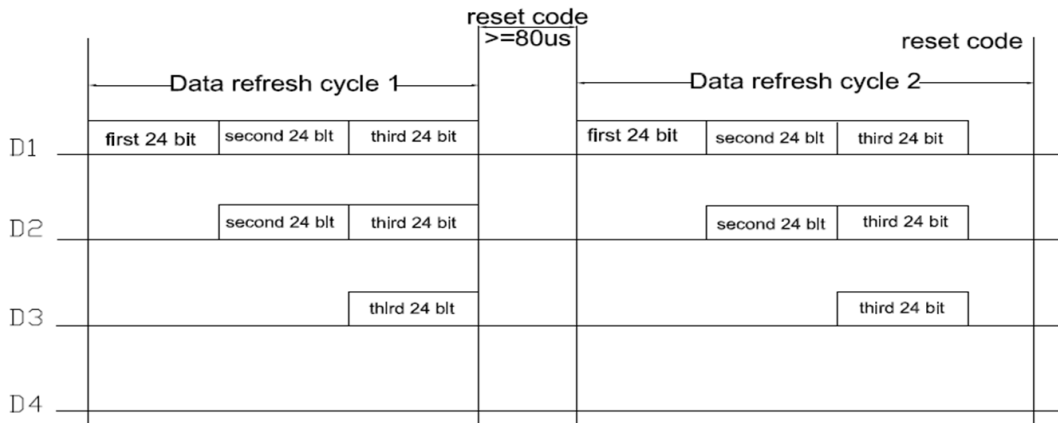 reset code
>=80us
reset code
Data refresh cycle 1
Data refresh cycle 2
D1 first 24 bit second 24 blt third 24 bit first 24 bit second 24 blt third 24 bit
D2 second 24 blt third 24 bit second 24 blt third 24 bit
D3 thlrd 24 blt third 24 bit
D4